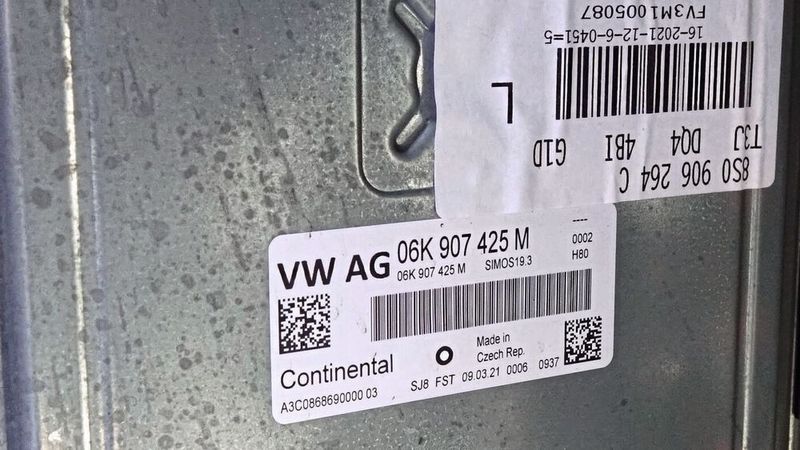 FV3M1005087
16-2021-12-6-0451=5
L
T3J DQ4 4BI G1D
8S0 906 264 C
VW AG 06K 907 425 M
06K 907 425 M SIMOS19.3
----
0002
H80
Continental
Made in
Czech Rep.
A3C0868690000 03
SJ8 FST 09.03.21 0006 0937